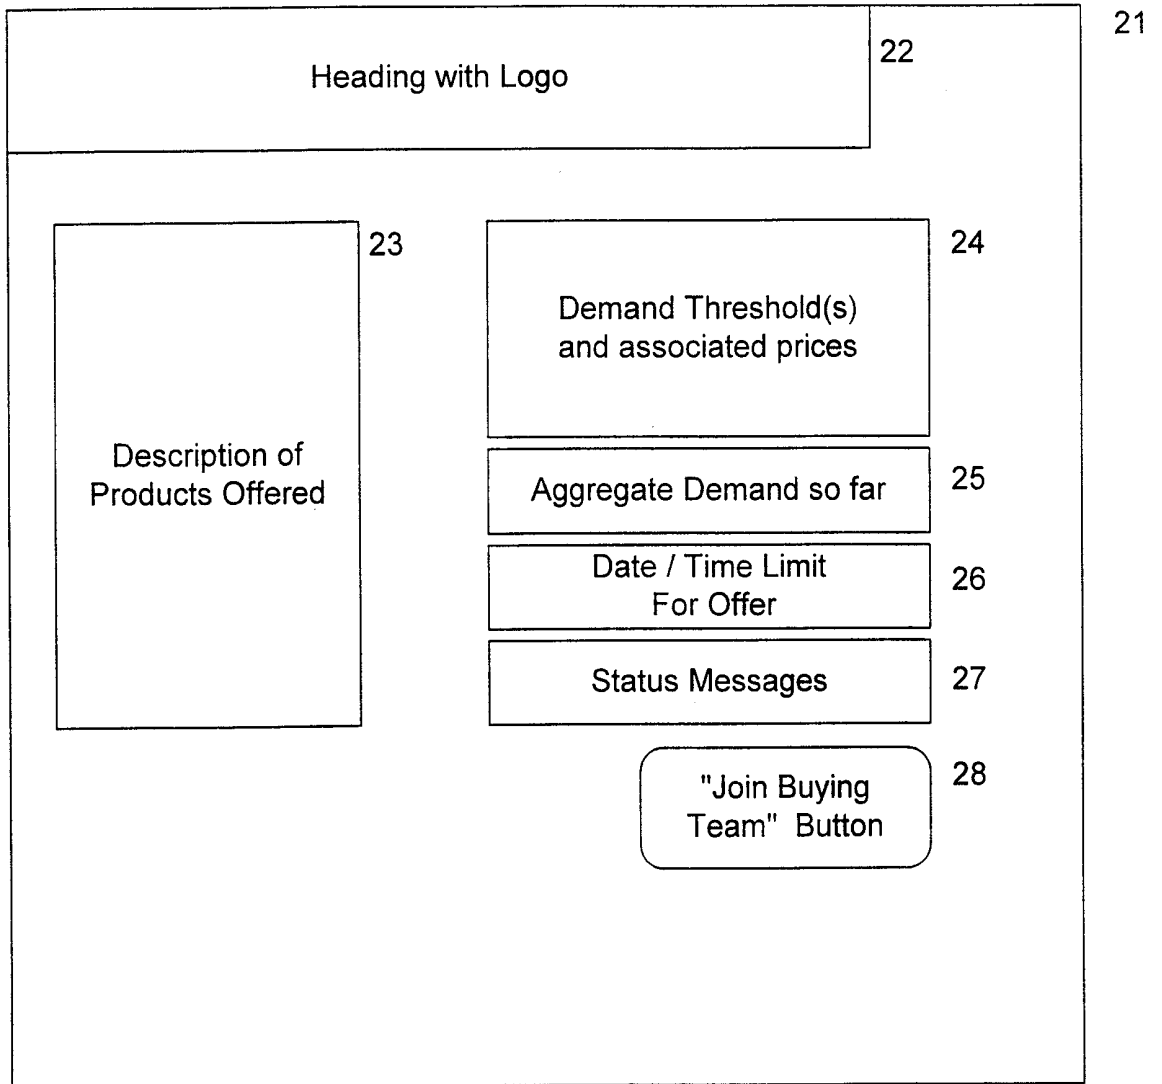 21
Heading with Logo
22
23
Description of
Products Offered
24
Demand Threshold(s)
and associated prices
Aggregate Demand so far
25
Date / Time Limit
For Offer
26
Status Messages
27
"Join Buying
Team" Button
28